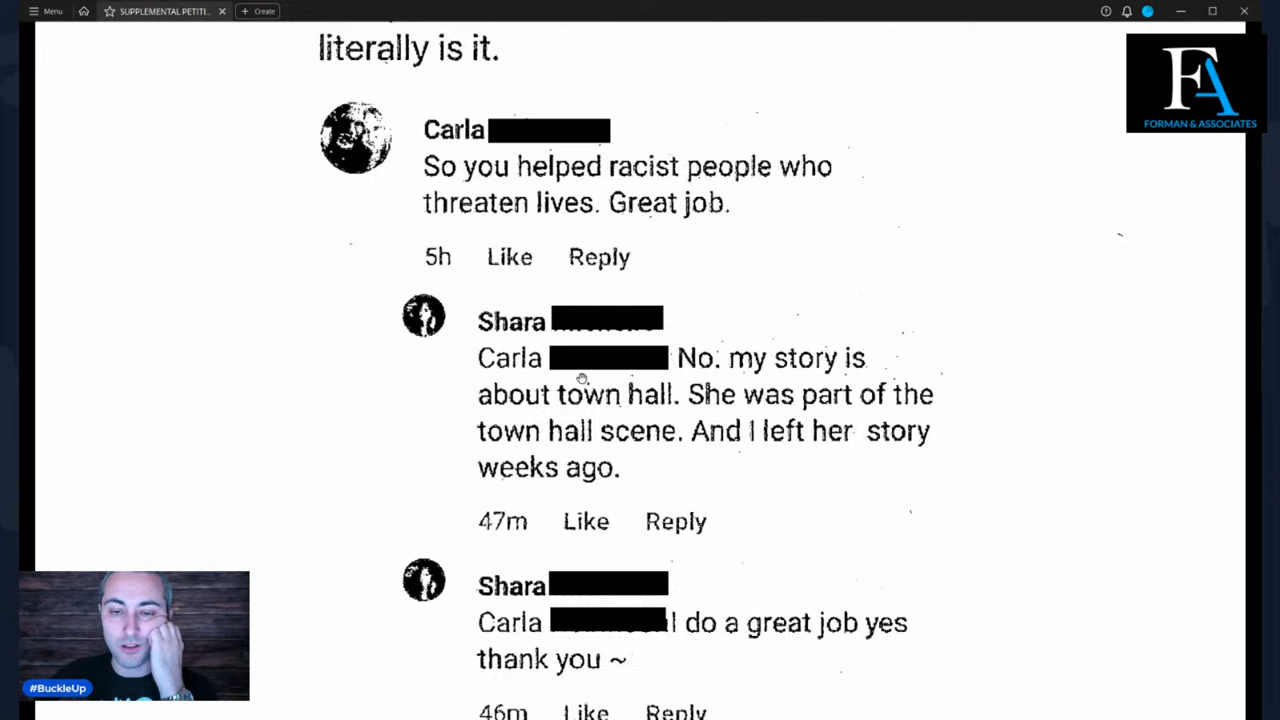 Menu
SUPPLEMENTAL PETITI...
Create
literally is it.
FORMAN & ASSOCIATES
Carla
So you helped racist people who
threaten lives. Great job.
5h Like Reply
Shara
Carla No. my story is
about town hall. She was part of the
town hall scene. And I left her story
weeks ago.
47m Like Reply
Shara
Carla I do a great job yes
thank you ~
46m Like Reply
#BuckleUp